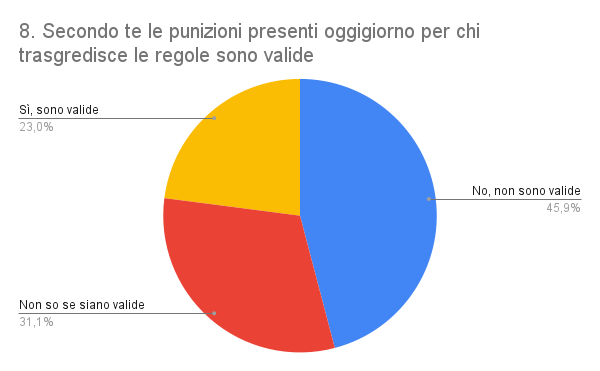 8. Secondo te le punizioni presenti oggigiorno per chi
trasgredisce le regole sono valide
Sì, sono valide
23,0%
No, non sono valide
45,9%
Non so se siano valide
31,1%